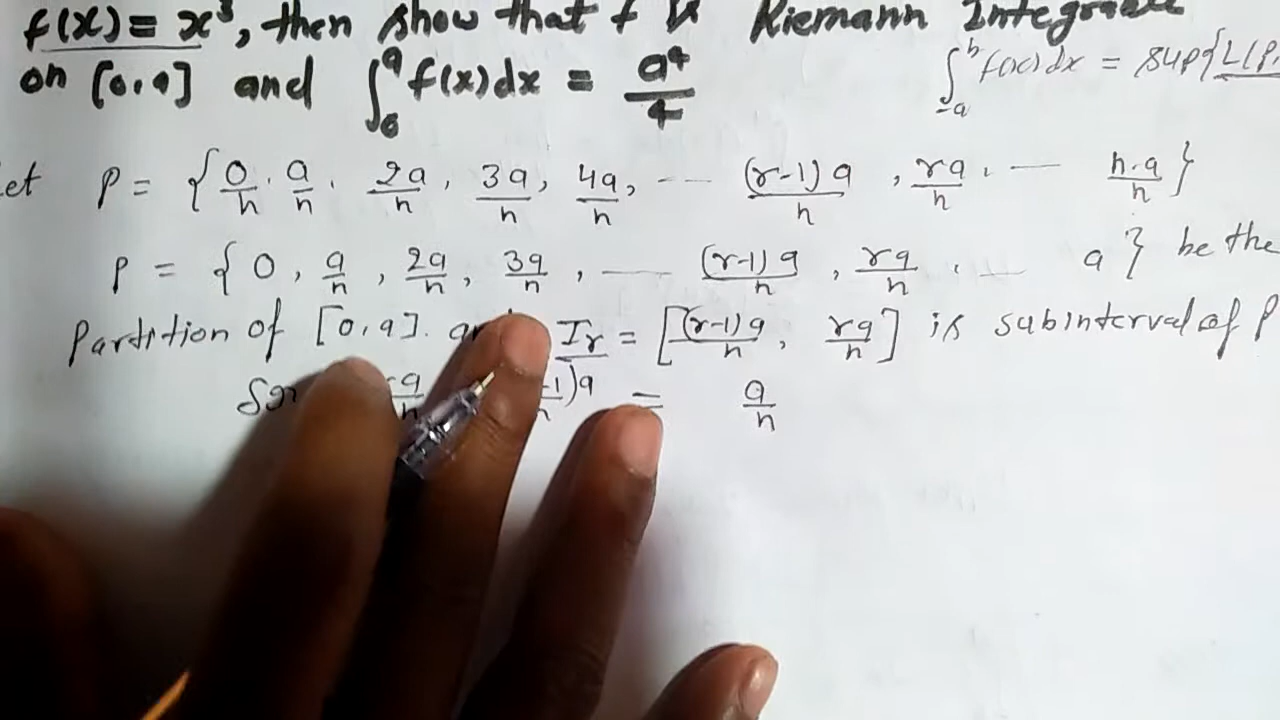 f(x) = x³, then show that f is Riemann Integrable
on [0,a] and ∫₀ᵃ f(x)dx = a⁴/4
∫₋ₐᵇ f(x)dx = sup{L(P,
Let P = {0/n, a/n, 2a/n, 3a/n, 4a/n, ---- (r-1)a/n, ra/n, ---- n.a/n}
P = {0, a/n, 2a/n, 3a/n, ---- (r-1)a/n, ra/n, ---- a} be the
Partition of [0,a]. Iᵣ = [(r-1)a/n, ra/n] is subinterval of P
a/n -1)a/n = a/n